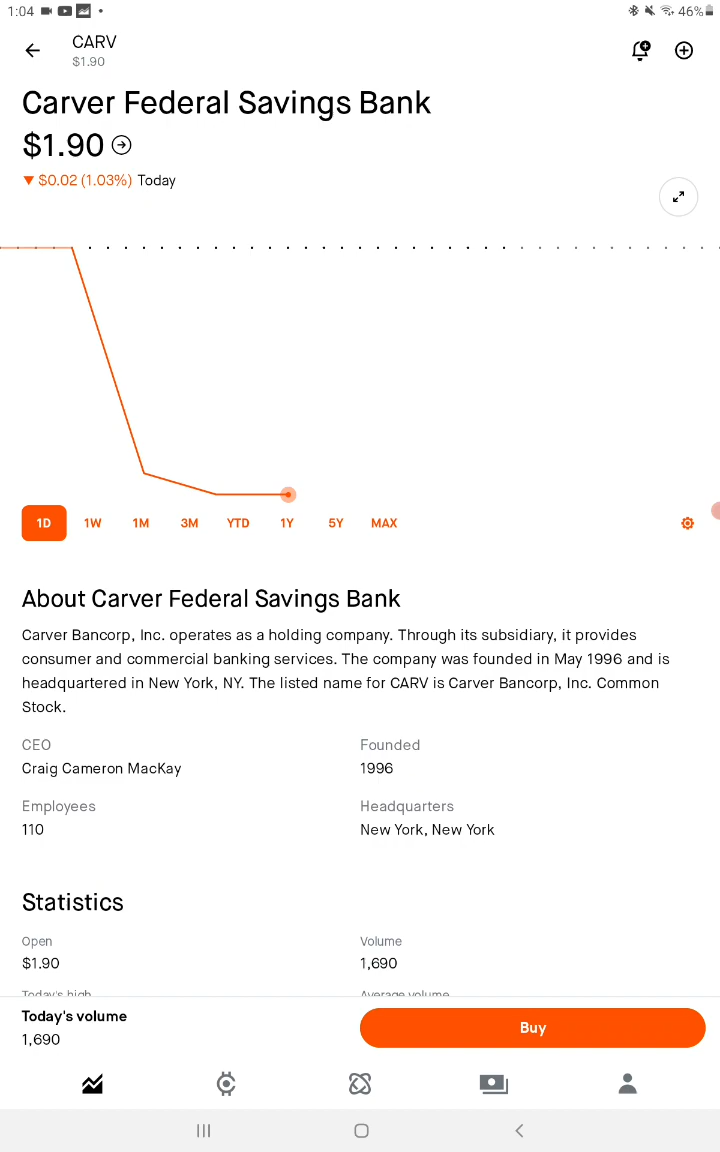 1:04
46%
CARV
$1.90
Carver Federal Savings Bank
$1.90
▼ $0.02 (1.03%) Today
1D 1W 1M 3M YTD 1Y 5Y MAX
About Carver Federal Savings Bank
Carver Bancorp, Inc. operates as a holding company. Through its subsidiary, it provides
consumer and commercial banking services. The company was founded in May 1996 and is
headquartered in New York, NY. The listed name for CARV is Carver Bancorp, Inc. Common
Stock.
CEO
Craig Cameron MacKay
Founded
1996
Employees
110
Headquarters
New York, New York
Statistics
Open
$1.90
Volume
1,690
Today's high
Average volume
Today's volume
1,690
Buy